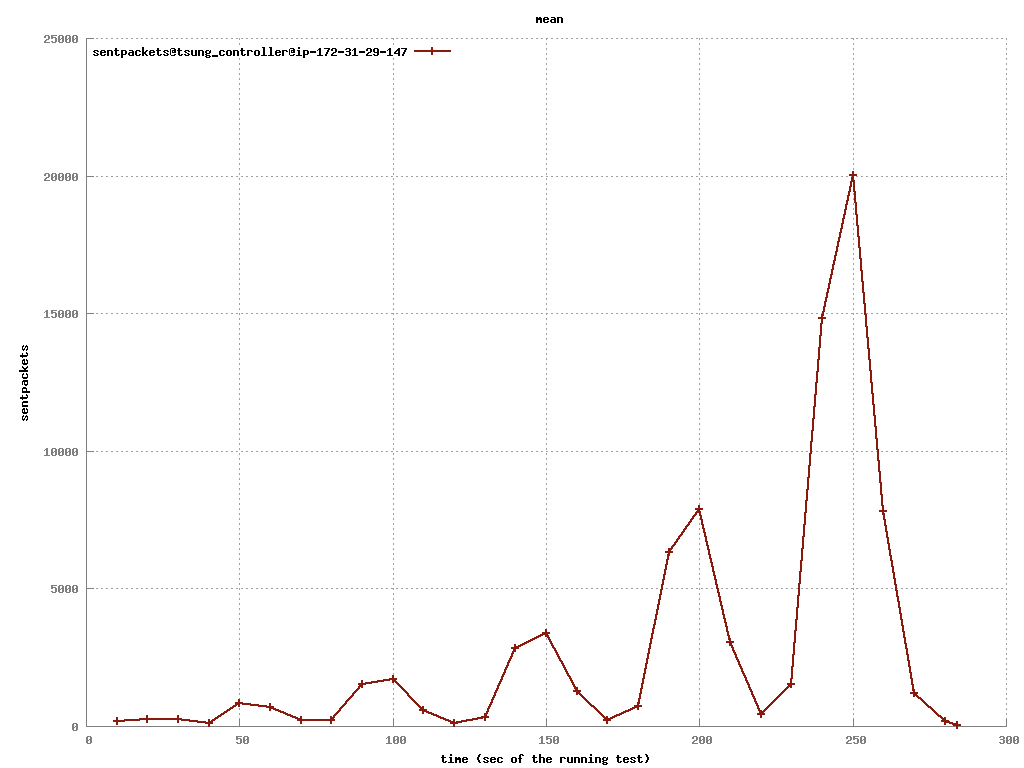 mean
25000
sentpackets@tsung_controller@ip-172-31-29-147
20000
15000
sentpackets
10000
5000
0
0 50 100 150 200 250 300
time (sec of the running test)